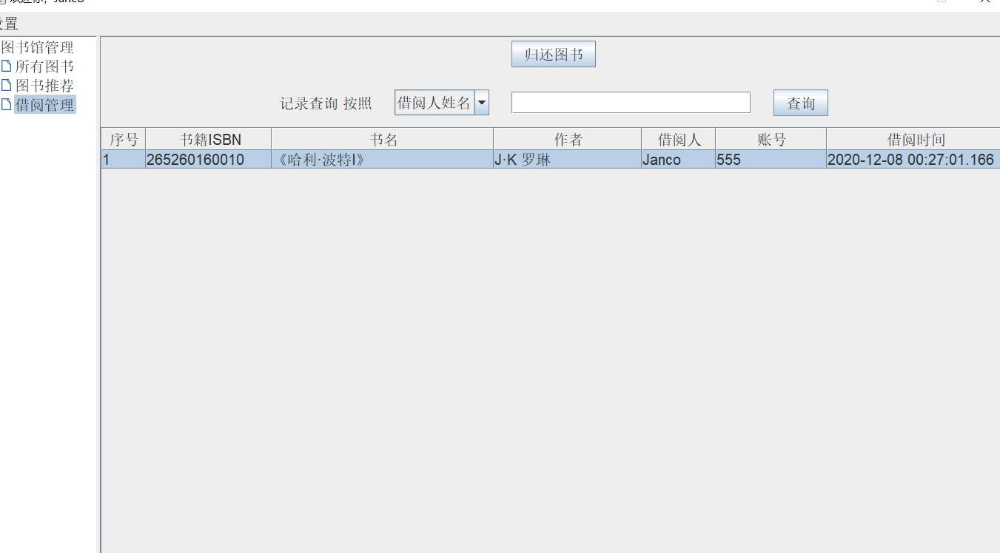 Janco
设置
图书馆管理
所有图书
图书推荐
借阅管理
归还图书
记录查询 按照 借阅人姓名 查询
序号 书籍ISBN 书名 作者 借阅人 账号 借阅时间
1 265260160010 《哈利·波特I》 J·K 罗琳 Janco 555 2020-12-08 00:27:01.166